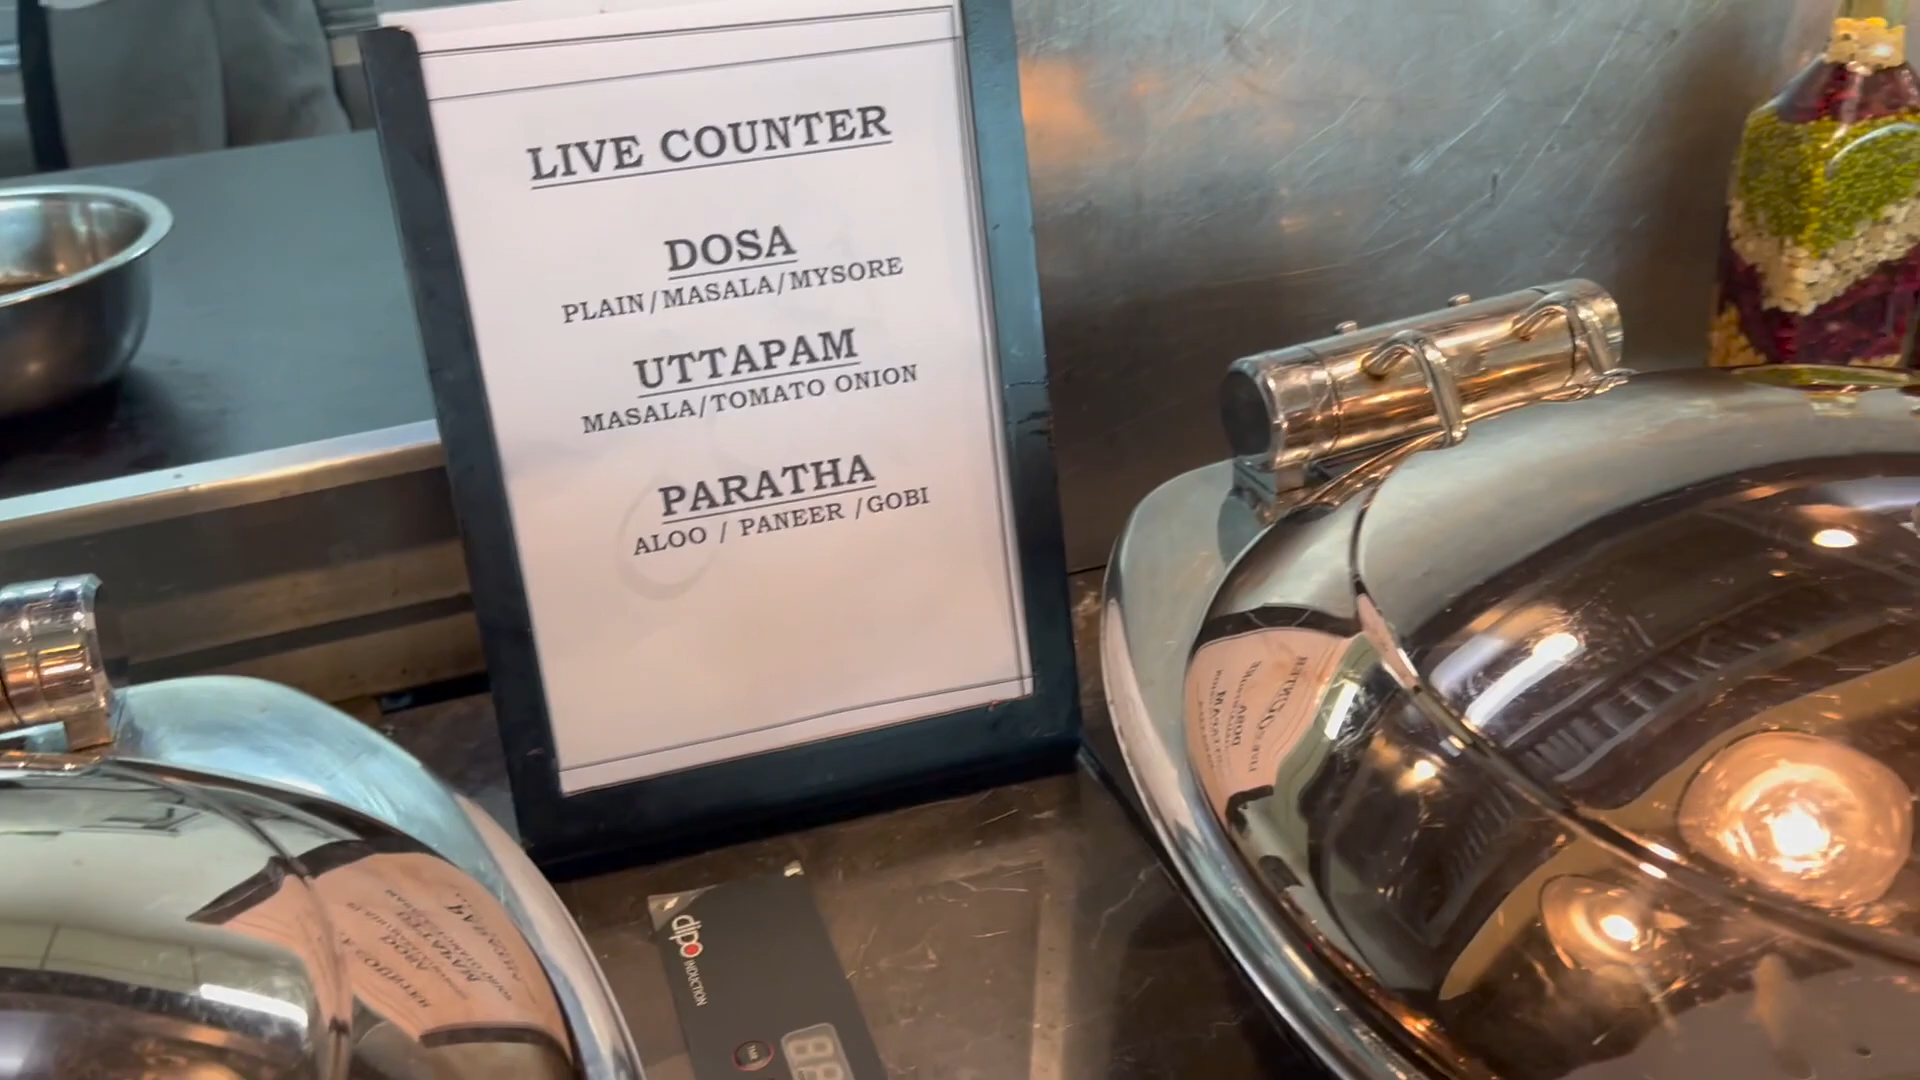 LIVE COUNTER
DOSA
PLAIN/MASALA/MYSORE
UTTAPAM
MASALA/TOMATO ONION
PARATHA
ALOO / PANEER /GOBI
dipo INDUCTION